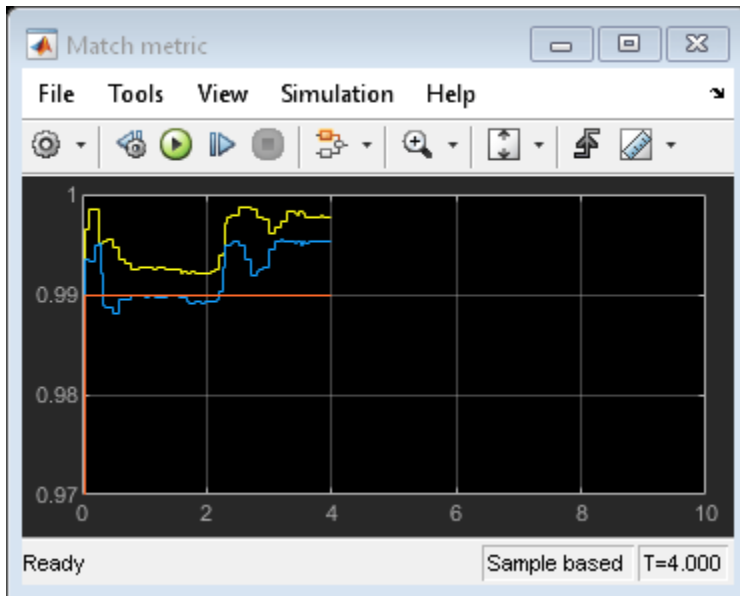 Match metric
File Tools View Simulation Help
1
0.99
0.98
0.97
0 2 4 6 8 10
Ready Sample based T=4.000